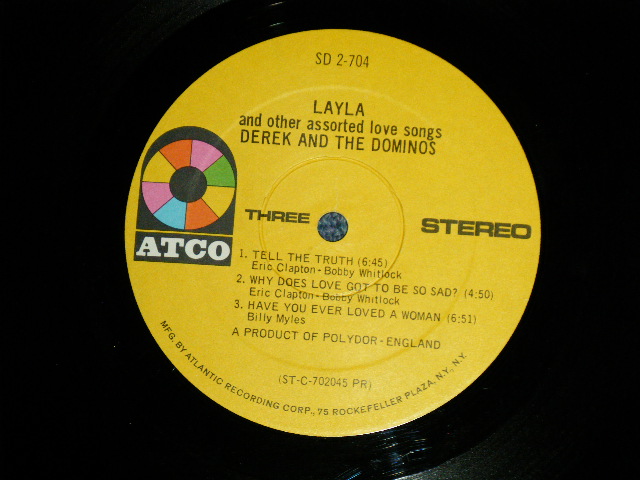 SD 2-704
LAYLA
and other assorted love songs
DEREK AND THE DOMINOS
ATCO
THREE
STEREO
1. TELL THE TRUTH (6:45)
Eric Clapton - Bobby Whitlock
2. WHY DOES LOVE GOT TO BE SO SAD? (4:50)
Eric Clapton - Bobby Whitlock
3. HAVE YOU EVER LOVED A WOMAN (6:51)
Billy Myles
A PRODUCT OF POLYDOR - ENGLAND
(ST-C-702045 PR)
MFG. BY ATLANTIC RECORDING CORP., 75 ROCKEFELLER PLAZA, N.Y., N.Y.